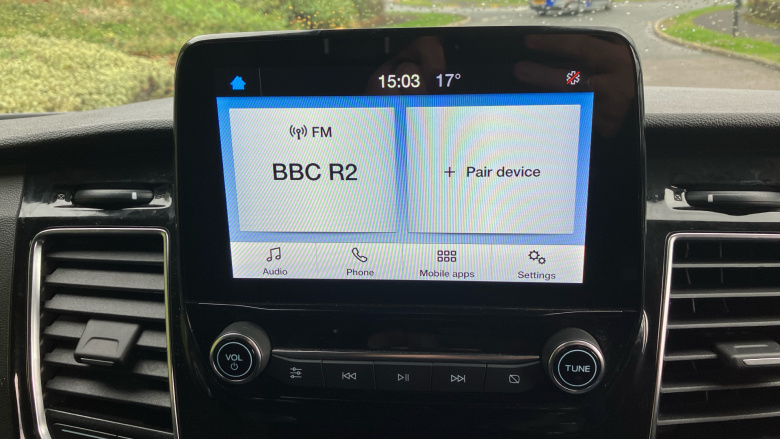 15:03 17°
FM
BBC R2
+ Pair device
Audio Phone Mobile apps Settings
VOL
TUNE